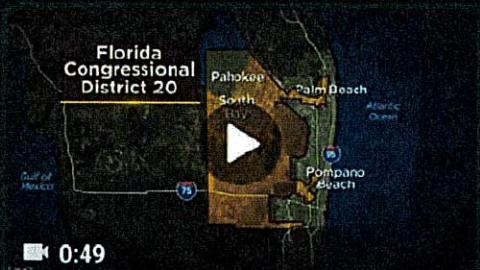 Florida
Congressional
District 20
Pahokee
South
Bay
Palm Beach
Atlantic
Ocean
95
Pompano
Beach
Gulf of
Mexico
75
0:49